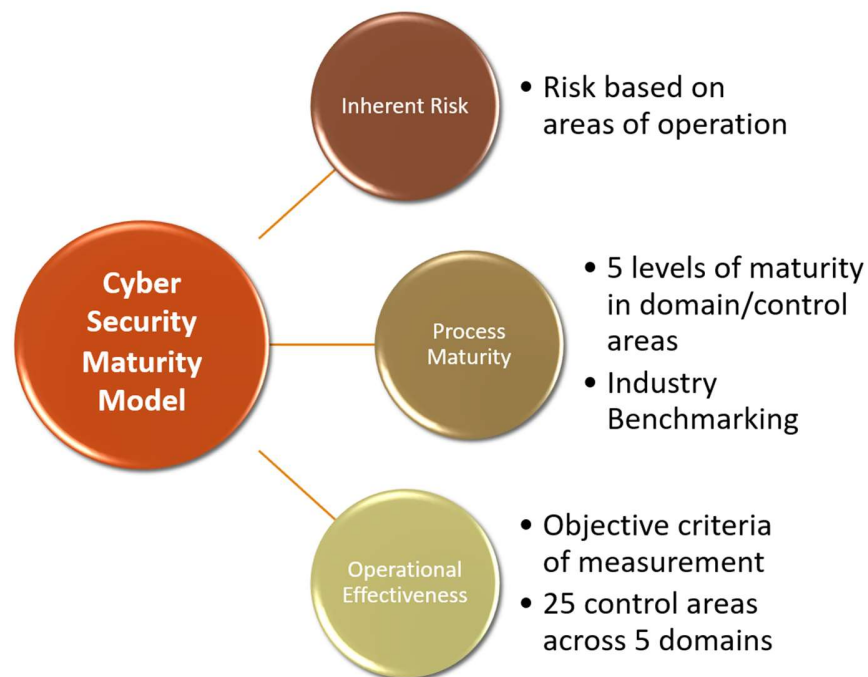 Inherent Risk
• Risk based on
areas of operation
Cyber
Security
Maturity
Model
Process
Maturity
• 5 levels of maturity
in domain/control
areas
• Industry
Benchmarking
Operational
Effectiveness
• Objective criteria
of measurement
• 25 control areas
across 5 domains